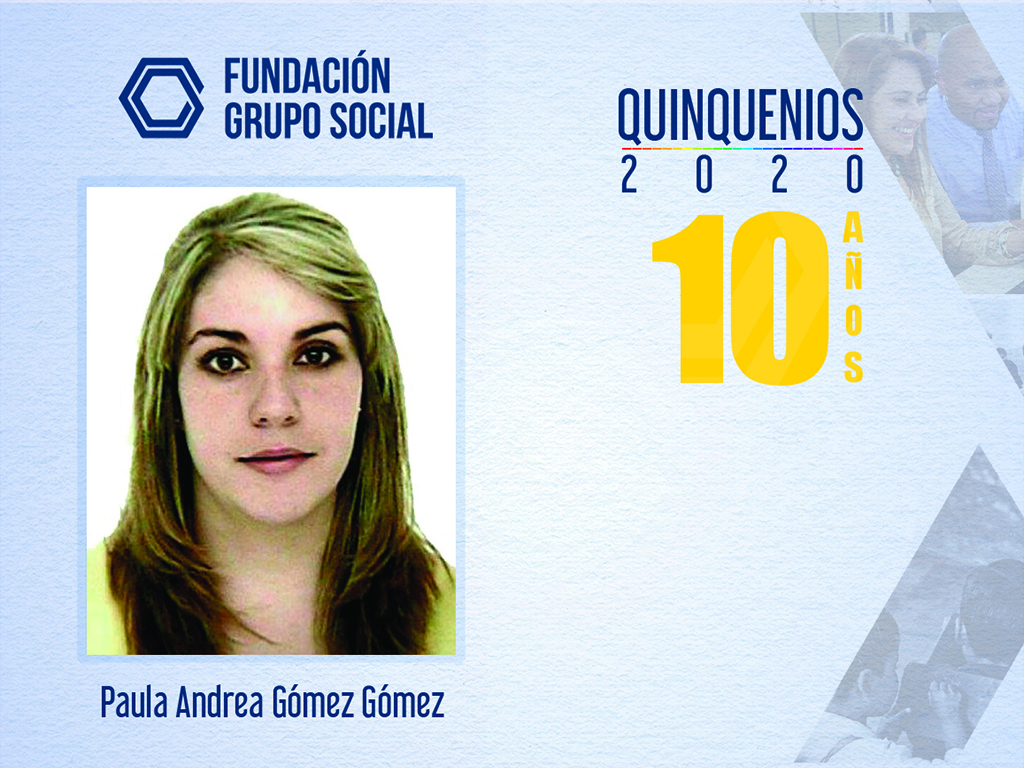 FUNDACIÓN
GRUPO SOCIAL
QUINQUENIOS
2020
10 AÑOS
Paula Andrea Gómez Gómez